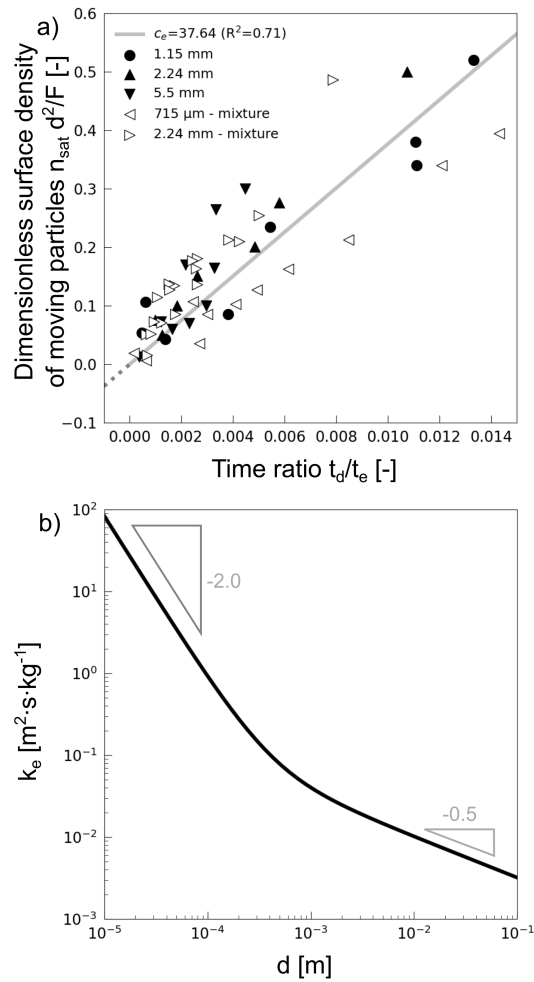 a)
Dimensionless surface density
of moving particles n_sat d²/F [-]
0.6
0.5
0.4
0.3
0.2
0.1
0.0
−0.1
c_e=37.64 (R²=0.71)
1.15 mm
2.24 mm
5.5 mm
715 μm - mixture
2.24 mm - mixture
0.000 0.002 0.004 0.006 0.008 0.010 0.012 0.014
Time ratio t_d/t_e [-]
b)
k_e [m²·s·kg⁻¹]
10²
10¹
10⁰
10⁻¹
10⁻²
10⁻³
-2.0
-0.5
10⁻⁵ 10⁻⁴ 10⁻³ 10⁻² 10⁻¹
d [m]